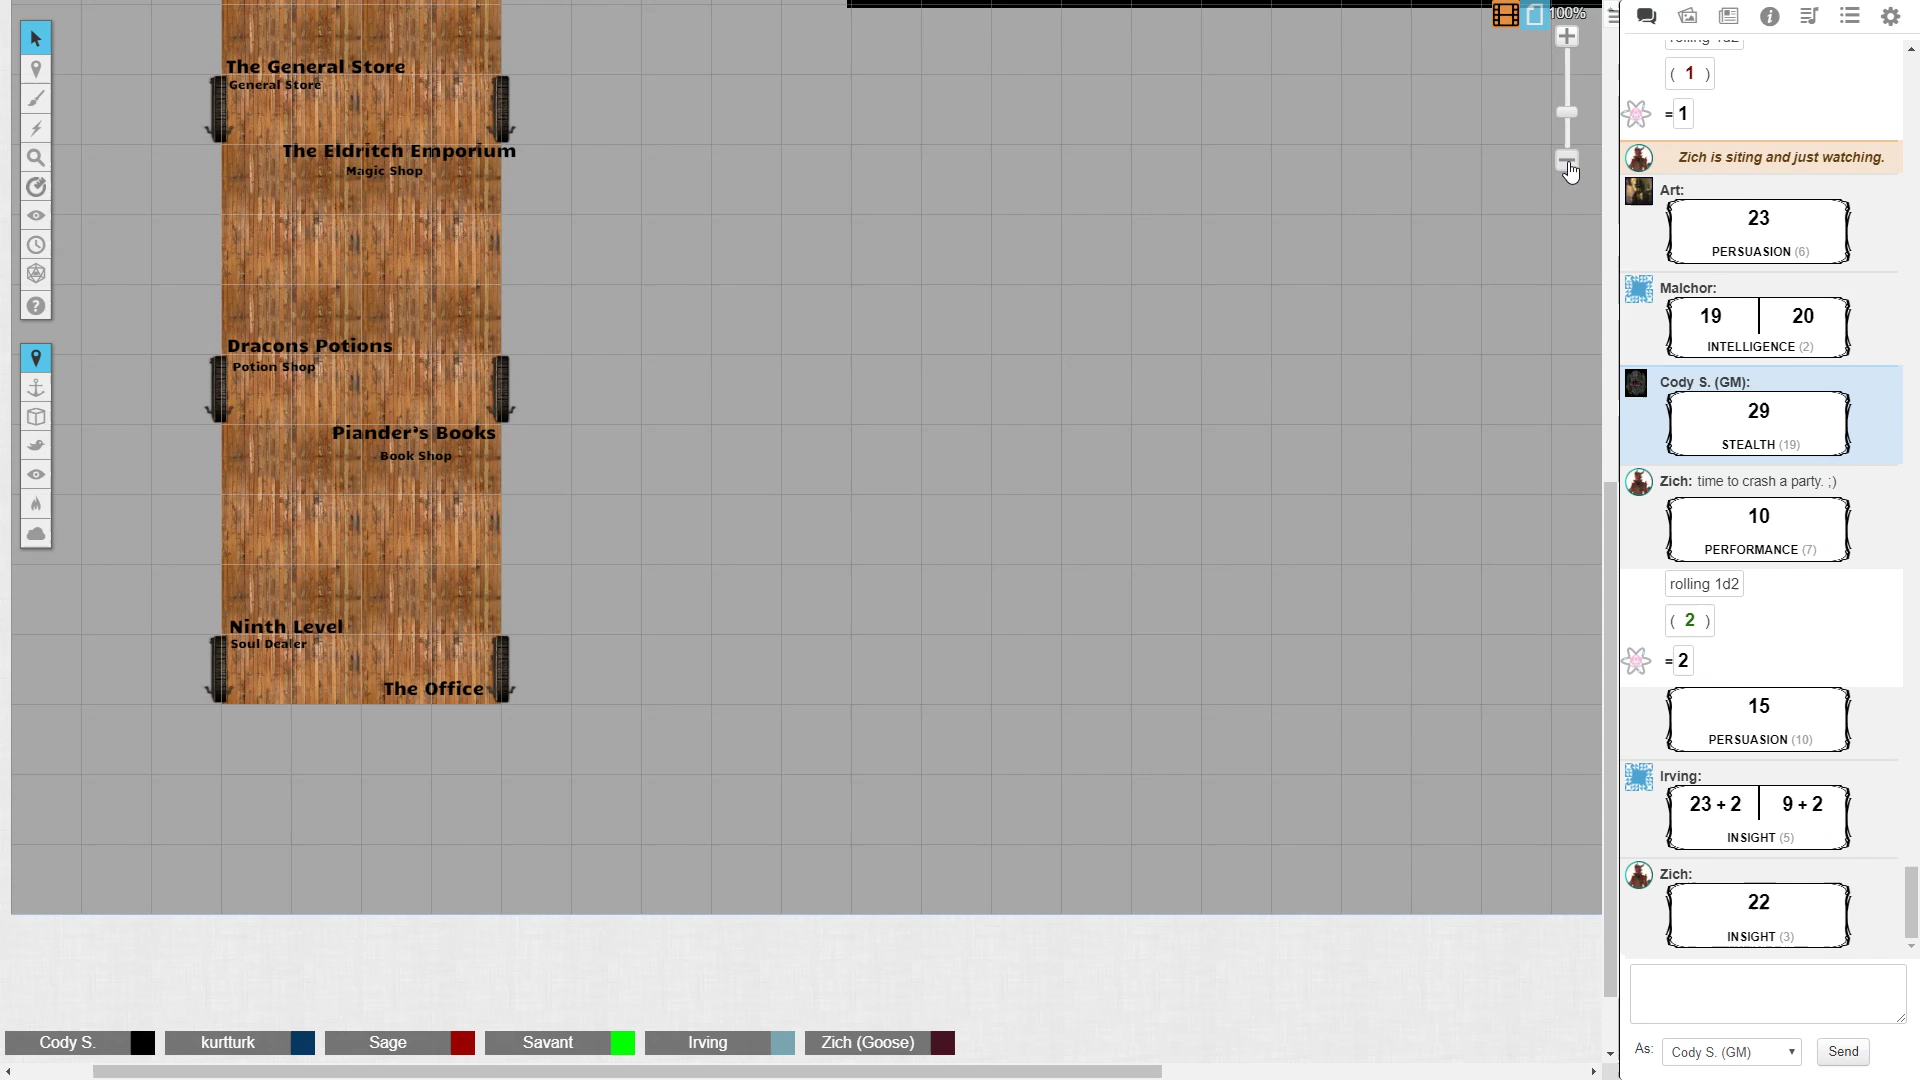 100%
The General Store
General Store
The Eldritch Emporium
Magic Shop
Dracons Potions
Potion Shop
Piander's Books
Book Shop
Ninth Level
Soul Dealer
The Office
Cody S.
kurtturk
Sage
Savant
Irving
Zich (Goose)
rolling 1d2
( 1 )
=1
Zich is siting and just watching.
Art:
23
PERSUASION (6)
Malchor:
19 20
INTELLIGENCE (2)
Cody S. (GM):
29
STEALTH (19)
Zich: time to crash a party. ;)
10
PERFORMANCE (7)
rolling 1d2
( 2 )
=2
15
PERSUASION (10)
Irving:
23 + 2 9 + 2
INSIGHT (5)
Zich:
22
INSIGHT (3)
As: Cody S. (GM) Send